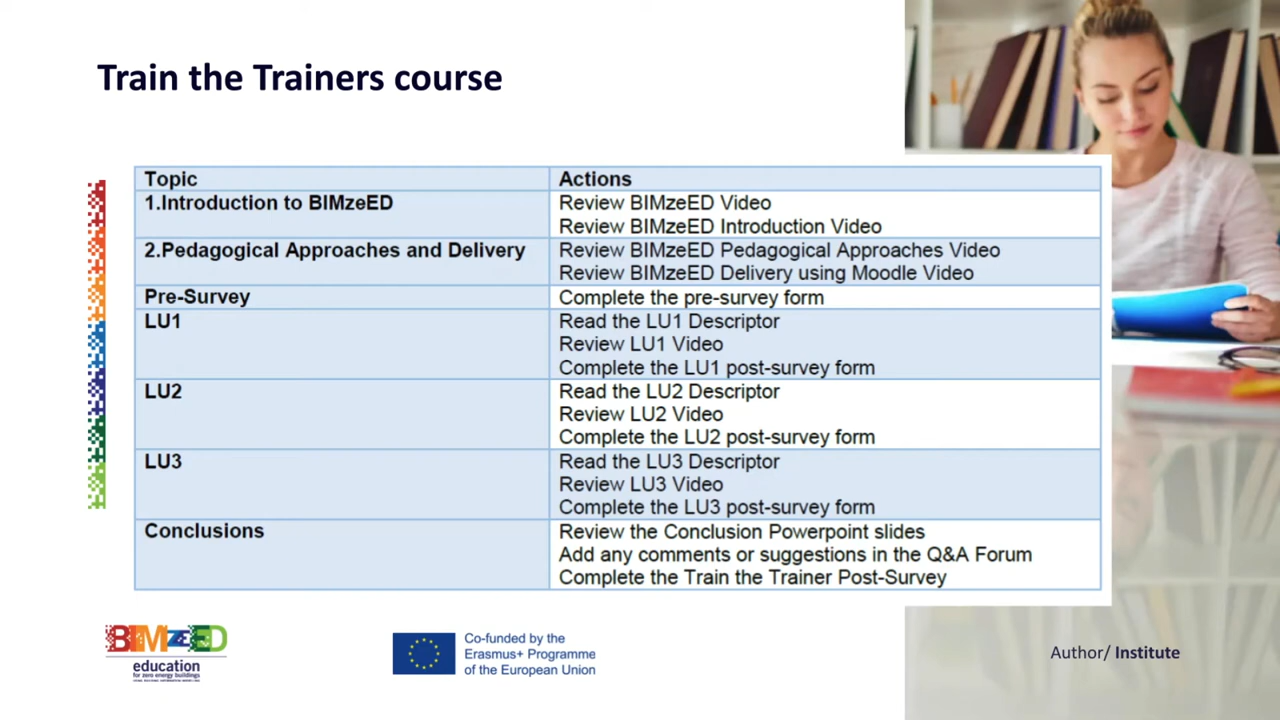 Train the Trainers course
Topic Actions
1.Introduction to BIMzeED Review BIMzeED Video
Review BIMzeED Introduction Video
2.Pedagogical Approaches and Delivery Review BIMzeED Pedagogical Approaches Video
Review BIMzeED Delivery using Moodle Video
Pre-Survey Complete the pre-survey form
LU1 Read the LU1 Descriptor
Review LU1 Video
Complete the LU1 post-survey form
LU2 Read the LU2 Descriptor
Review LU2 Video
Complete the LU2 post-survey form
LU3 Read the LU3 Descriptor
Review LU3 Video
Complete the LU3 post-survey form
Conclusions Review the Conclusion Powerpoint slides
Add any comments or suggestions in the Q&A Forum
Complete the Train the Trainer Post-Survey
BIMzeED
education
for zero energy buildings
Co-funded by the
Erasmus+ Programme
of the European Union
Author/ Institute